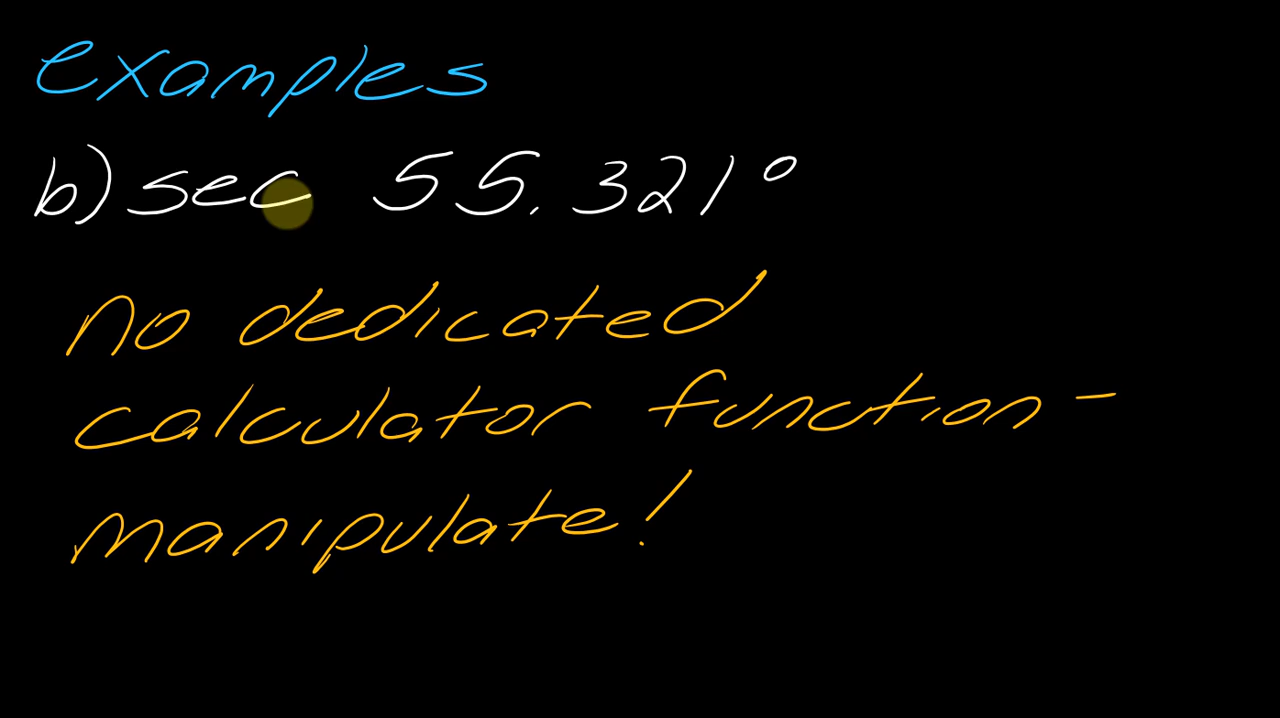 examples
b) sec 55.321°
no dedicated
calculator function -
manipulate!